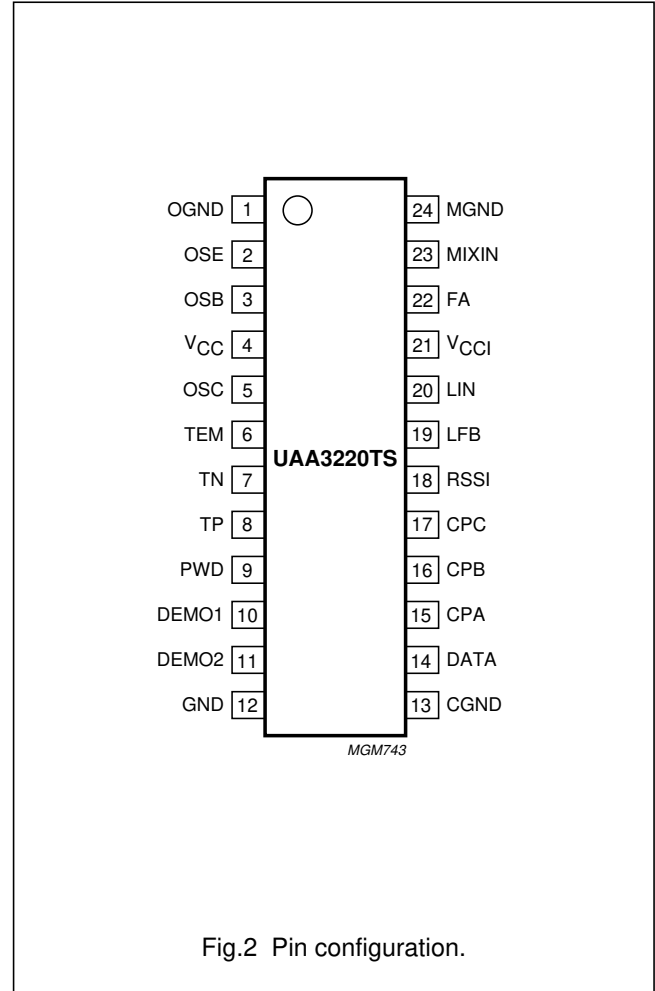 OGND 1 24 MGND
OSE 2 23 MIXIN
OSB 3 22 FA
VCC 4 21 VCCI
OSC 5 20 LIN
TEM 6 19 LFB
UAA3220TS
TN 7 18 RSSI
TP 8 17 CPC
PWD 9 16 CPB
DEMO1 10 15 CPA
DEMO2 11 14 DATA
GND 12 13 CGND
MGM743
Fig.2 Pin configuration.